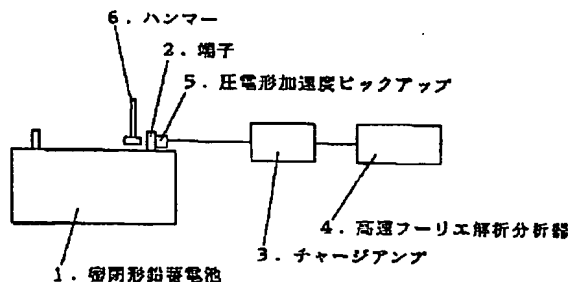 6．ハンマー
2．端子
5．圧電形加速度ピックアップ
4．高速フーリエ解析分析器
3．チャージアンプ
1．密閉形鉛蓄電池